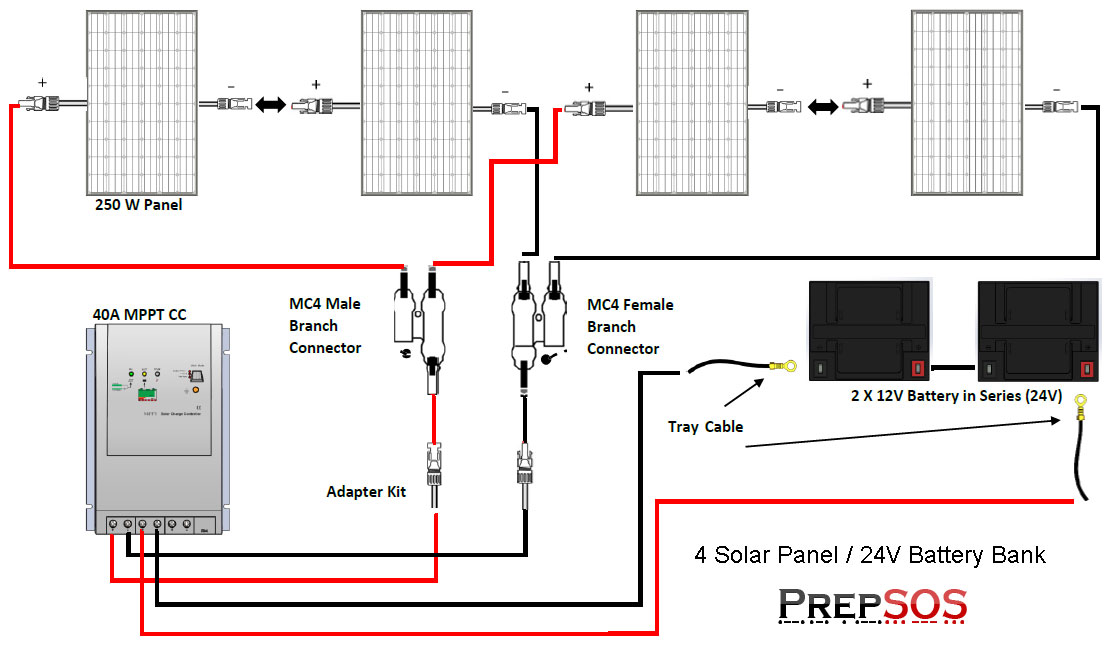 +
−
+
−
+
−
+
−
250 W Panel
40A MPPT CC
MC4 Male
Branch
Connector
MC4 Female
Branch
Connector
2 X 12V Battery in Series (24V)
Tray Cable
Adapter Kit
4 Solar Panel / 24V Battery Bank
PREPSOS